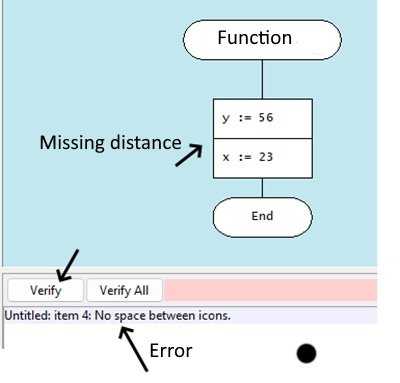 Function
y := 56
Missing distance
x := 23
End
Verify
Verify All
Untitled: item 4: No space between icons.
Error